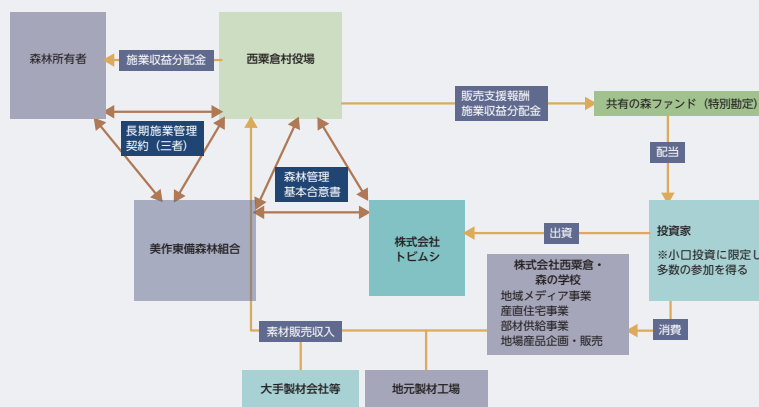 森林所有者
施業収益分配金
西粟倉村役場
販売支援報酬
施業収益分配金
共有の森ファンド（特別勘定）
長期施業管理
契約（三者）
配当
森林管理
基本合意書
美作東備森林組合
株式会社
トビムシ
出資
投資家
※小口投資に限定し
多数の参加を得る
株式会社西粟倉・
森の学校
地域メディア事業
産直住宅事業
部材供給事業
地場産品企画・販売
素材販売収入
消費
大手製材会社等
地元製材工場